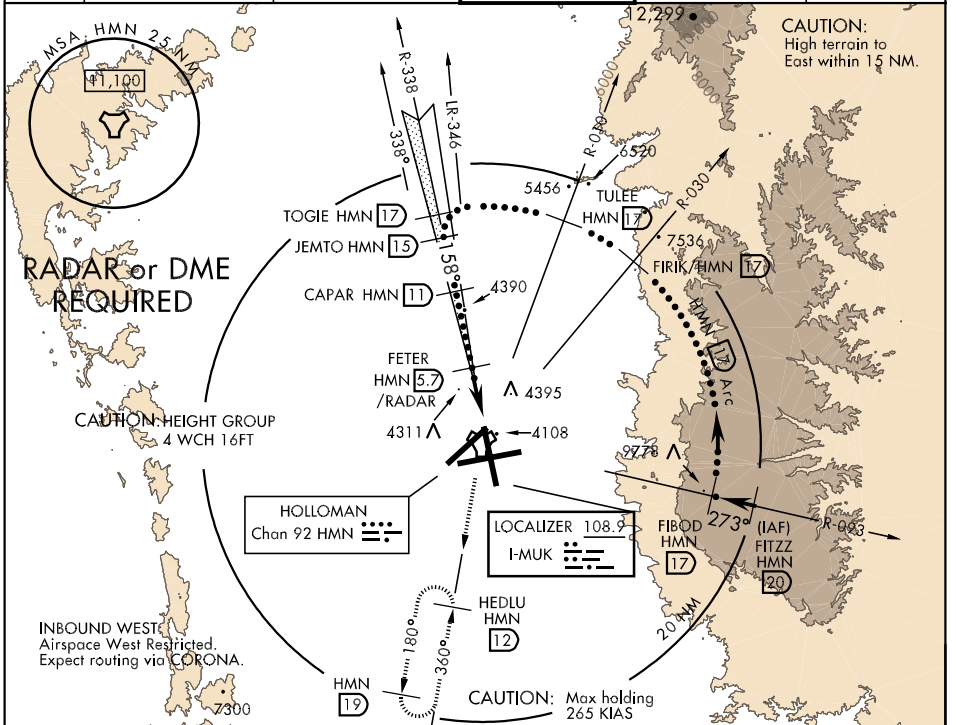 MSA HMN 25 NM
11,100
12,299
10,000
CAUTION:
High terrain to
East within 15 NM.
R-338
338°
LR-346
R-010
6000
8000
6520
5456
TULEE
HMN 17
R-030
7536
FIRIK/HMN 17
TOGIE HMN 17
JEMTO HMN 15
158°
RADAR or DME
REQUIRED
CAPAR HMN 11
4390
HMN 17 Arc
FETER
HMN 5.7
/RADAR
4395
CAUTION: HEIGHT GROUP
4 WCH 16FT
4311
4108
9778
HOLLOMAN
Chan 92 HMN
LOCALIZER 108.9
I-MUK
FIBOD
HMN
17
273°
(IAF)
FITZZ
HMN
20
R-093
HEDLU
HMN
12
20 NM
180°
360°
INBOUND WEST:
Airspace West Restricted.
Expect routing via CORONA.
HMN
19
7300
CAUTION: Max holding
265 KIAS